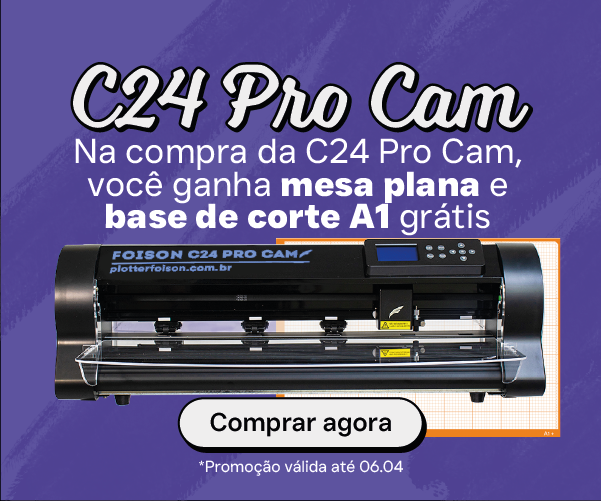 C24 Pro Cam
Na compra da C24 Pro Cam,
você ganha mesa plana e
base de corte A1 grátis
FOISON C24 PRO CAM
plotterfoison.com.br
Comprar agora
*Promoção válida até 06.04